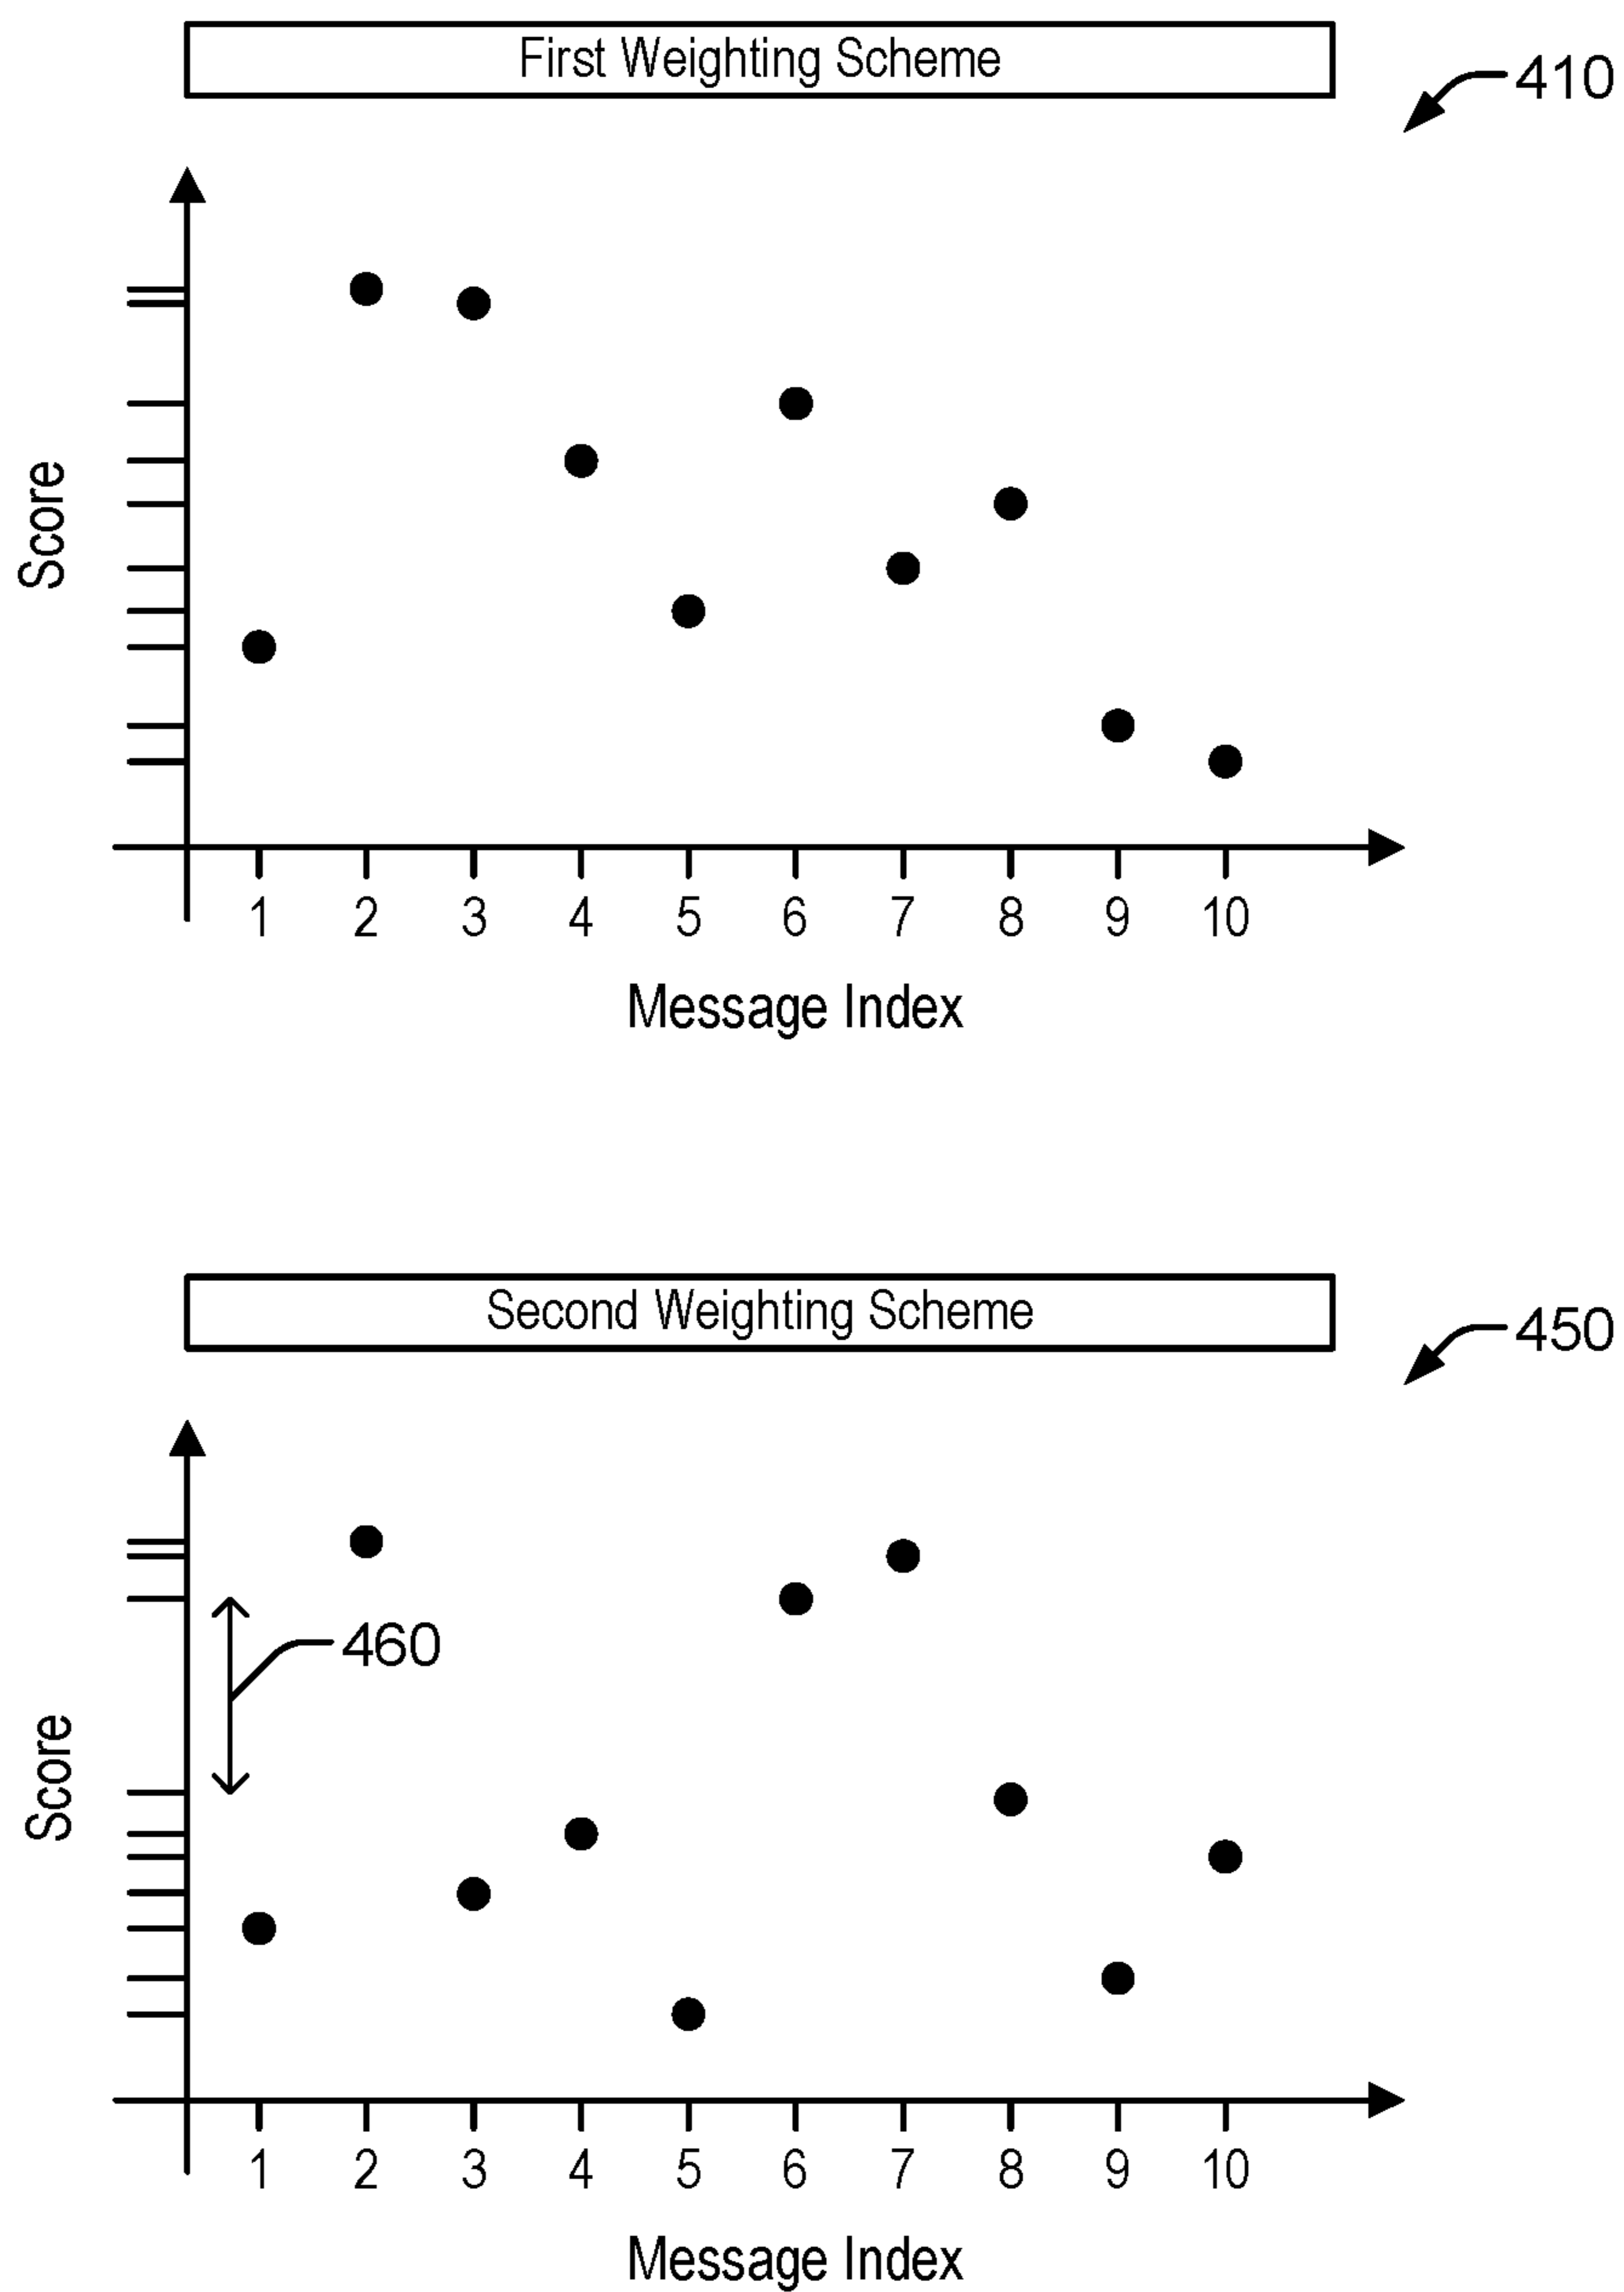 First Weighting Scheme
410
Score
1 2 3 4 5 6 7 8 9 10
Message Index
Second Weighting Scheme
450
460
Score
1 2 3 4 5 6 7 8 9 10
Message Index